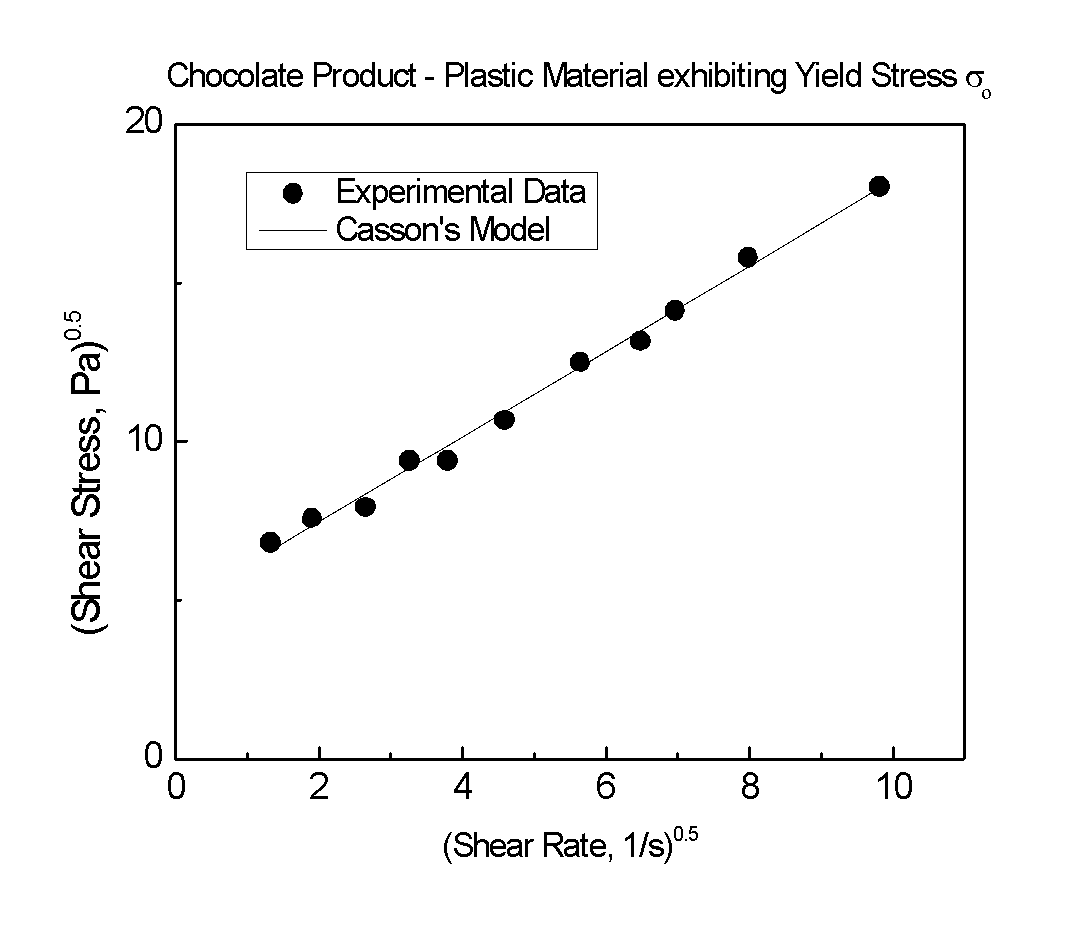 Chocolate Product - Plastic Material exhibiting Yield Stress σo
20
Experimental Data
Casson's Model
(Shear Stress, Pa)0.5
10
0
0 2 4 6 8 10
(Shear Rate, 1/s)0.5